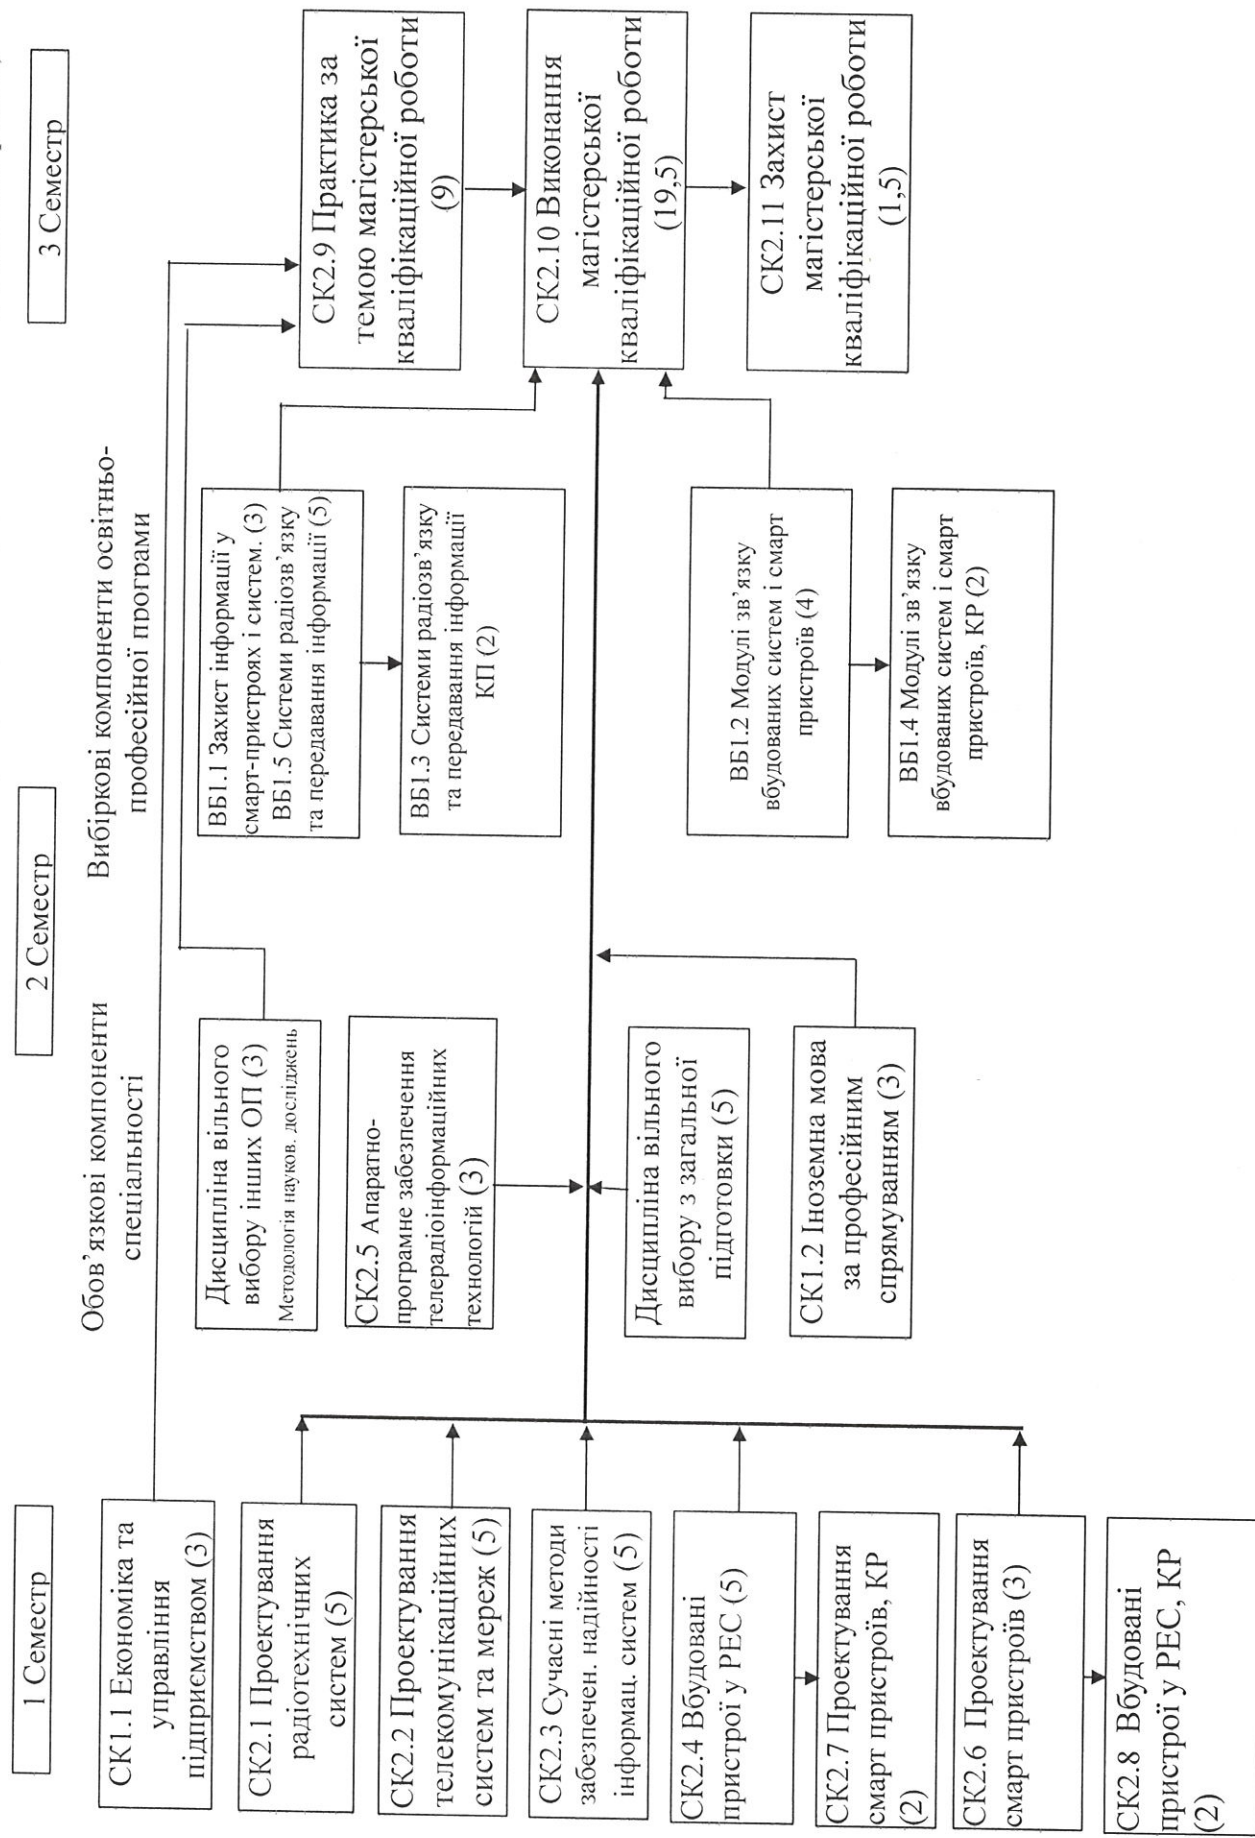 1 Семестр
СК1.1 Економіка та
управління
підприємством (3)
СК2.1 Проектування
радіотехнічних
систем (5)
СК2.2 Проектування
телекомунікаційних
систем та мереж (5)
СК2.3 Сучасні методи
забезпечен. надійності
інформац. систем (5)
СК2.4 Вбудовані
пристрої у РЕС (5)
СК2.7 Проектування
смарт пристроїв, КР
(2)
СК2.6 Проектування
смарт пристроїв (3)
СК2.8 Вбудовані
пристрої у РЕС, КР
(2)
2 Семестр
Обов’язкові компоненти
спеціальності
Дисципліна вільного
вибору інших ОП (3)
Методологія науков. досліджень
СК2.5 Апаратно-
програмне забезпечення
телерадіоінформаційних
технологій (3)
Дисципліна вільного
вибору з загальної
підготовки (5)
СК1.2 Іноземна мова
за професійним
спрямуванням (3)
Вибіркові компоненти освітньо-
професійної програми
ВБ1.1 Захист інформації у
смарт-пристроях і систем. (3)
ВБ1.5 Системи радіозв’язку
та передавання інформації (5)
ВБ1.3 Системи радіозв’язку
та передавання інформації
КП (2)
ВБ1.2 Модулі зв’язку
вбудованих систем і смарт
пристроїв (4)
ВБ1.4 Модулі зв’язку
вбудованих систем і смарт
пристроїв, КР (2)
3 Семестр
СК2.9 Практика за
темою магістерської
кваліфікаційної роботи
(9)
СК2.10 Виконання
магістерської
кваліфікаційної роботи
(19,5)
СК2.11 Захист
магістерської
кваліфікаційної роботи
(1,5)